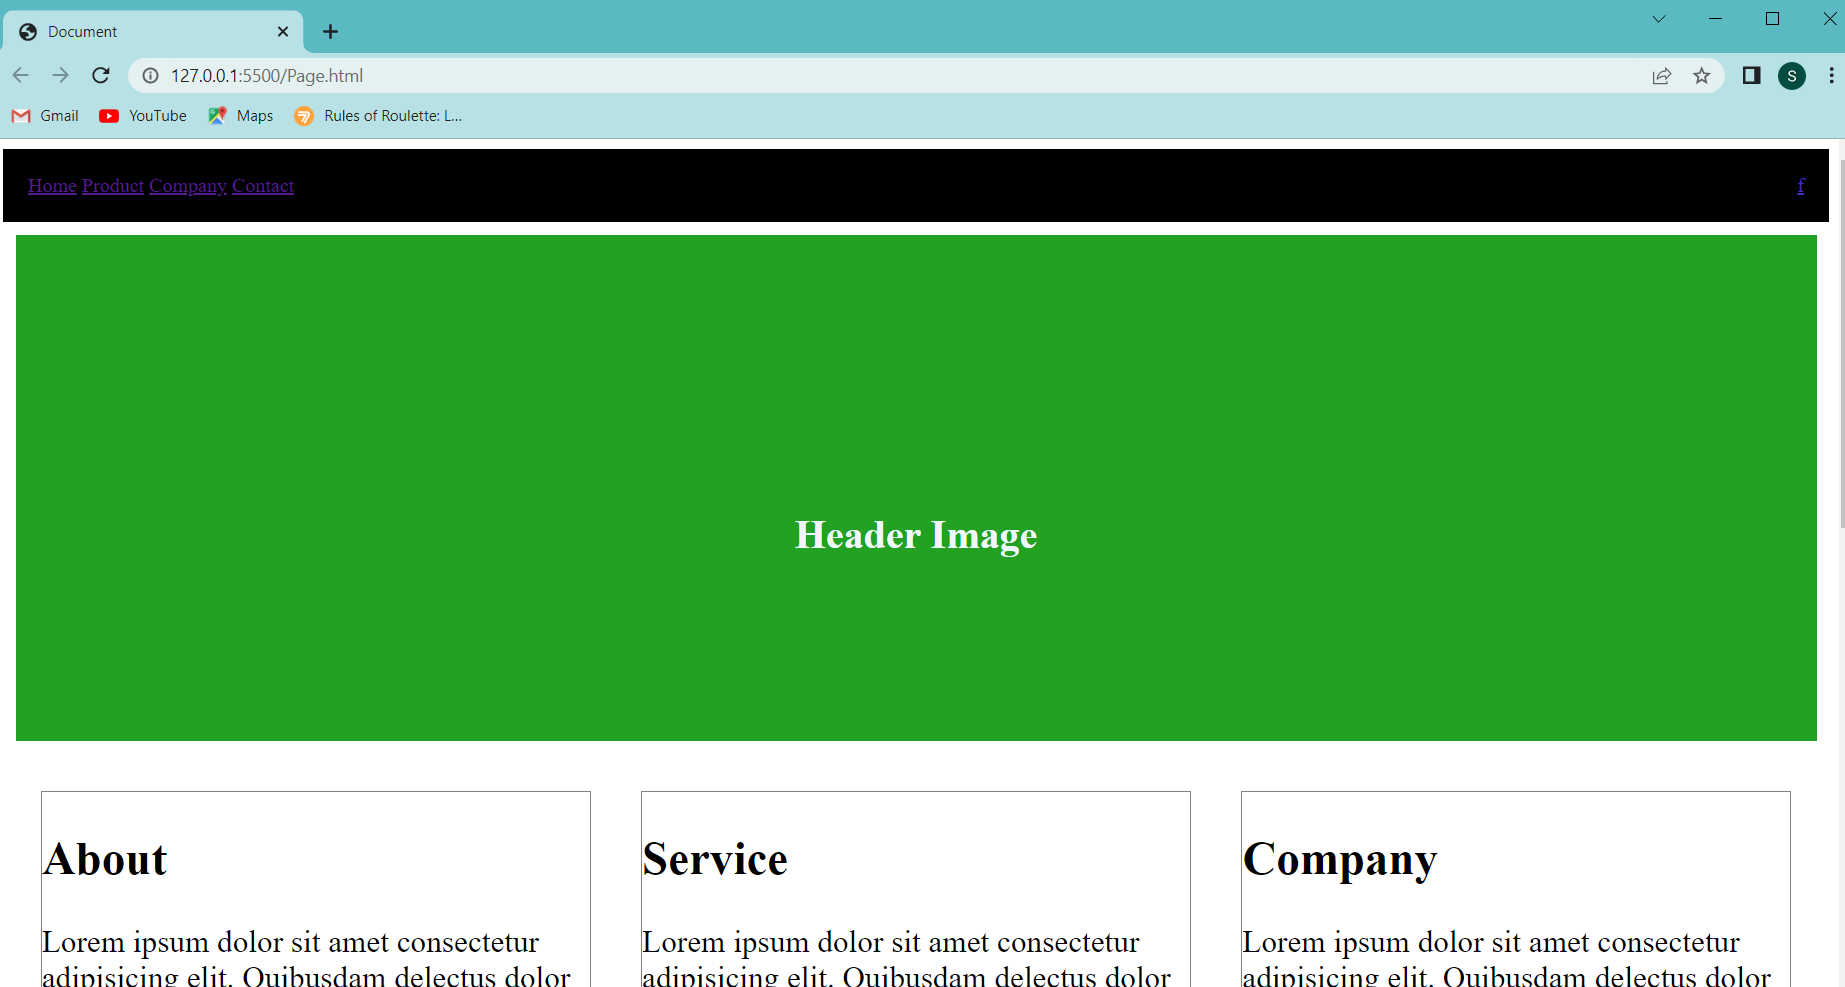 Document
127.0.0.1:5500/Page.html
S
Gmail YouTube Maps Rules of Roulette: L...
Home Product Company Contact f
Header Image
About
Lorem ipsum dolor sit amet consectetur
adipisicing elit. Quibusdam delectus dolor
Service
Lorem ipsum dolor sit amet consectetur
adipisicing elit. Quibusdam delectus dolor
Company
Lorem ipsum dolor sit amet consectetur
adipisicing elit. Quibusdam delectus dolor